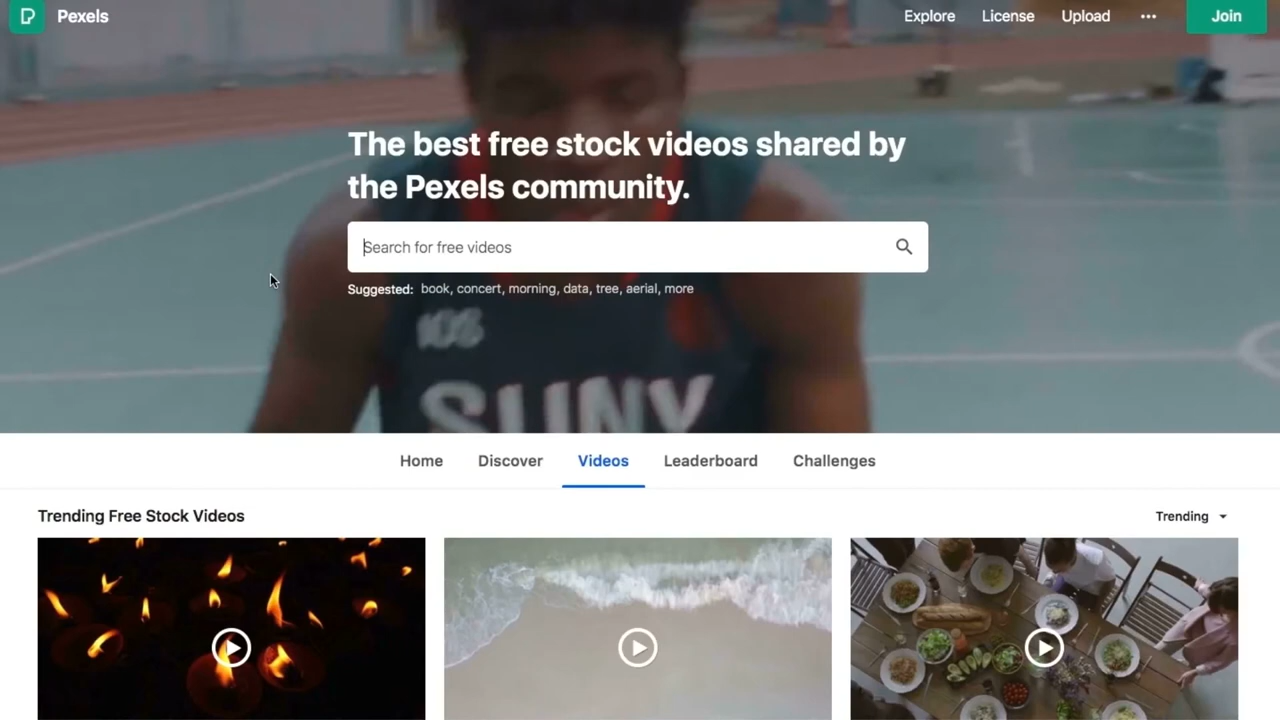 Pexels
Explore
License
Upload
Join
The best free stock videos shared by
the Pexels community.
Search for free videos
Suggested: book, concert, morning, data, tree, aerial, more
SUNY
Home
Discover
Videos
Leaderboard
Challenges
Trending Free Stock Videos
Trending